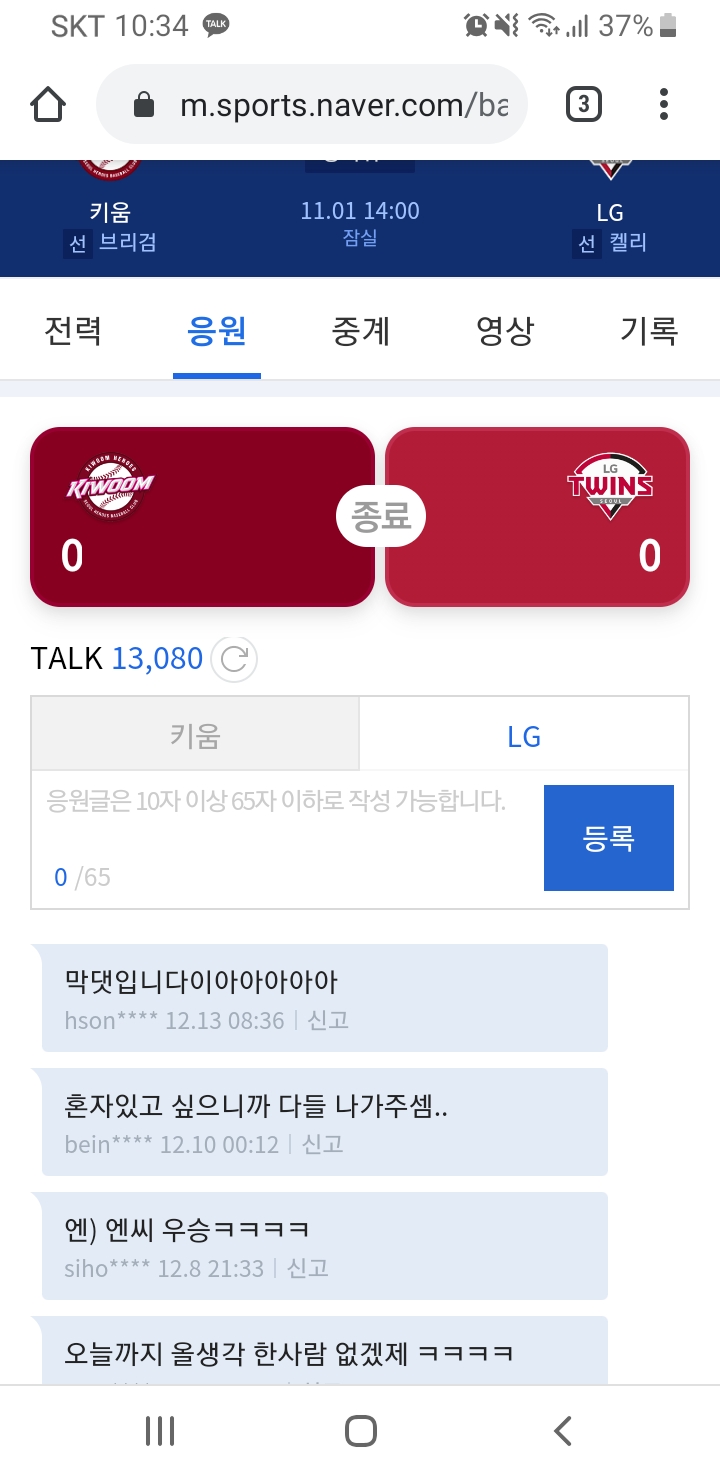 SKT 10:34 TALK 37%
m.sports.naver.com/ba 3
키움 11.01 14:00 LG
선 브리검 잠실 선 켈리
전력 응원 중계 영상 기록
KIWOOM HEROES
KIWOOM
SEOUL HEROES BASEBALL CLUB
LG
TWINS
SEOUL
종료
0 0
TALK 13,080
키움 LG
응원글은 10자 이상 65자 이하로 작성 가능합니다.
등록
0 /65
막댓입니다이아아아아아
hson**** 12.13 08:36 신고
혼자있고 싶으니까 다들 나가주셈..
bein**** 12.10 00:12 신고
엔) 엔씨 우승ㅋㅋㅋㅋ
siho**** 12.8 21:33 신고
오늘까지 올생각 한사람 없겠제 ㅋㅋㅋㅋ